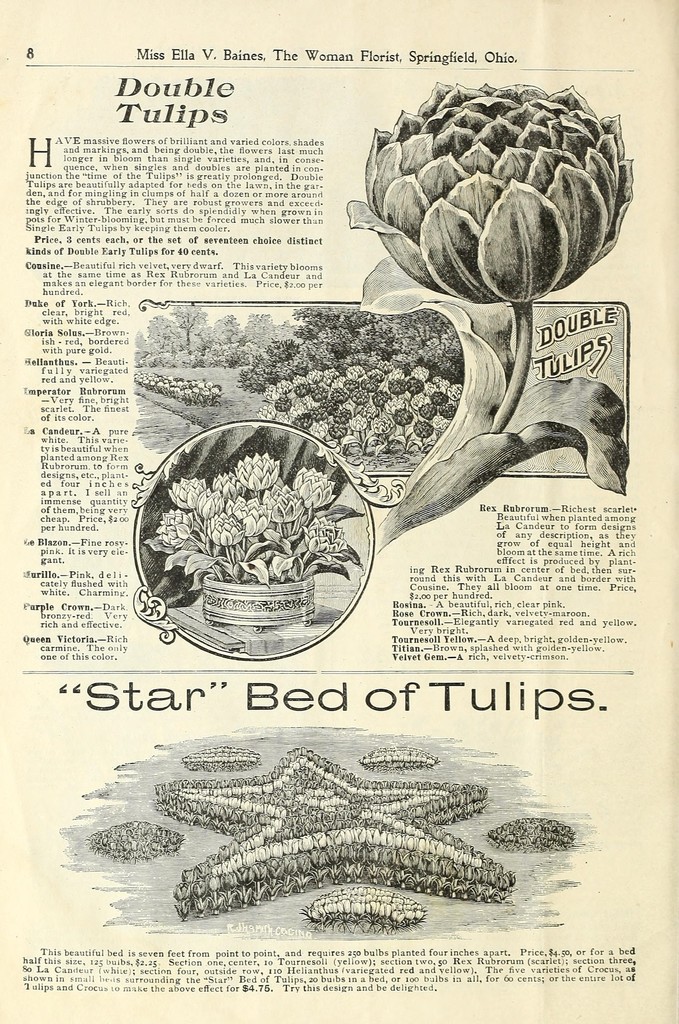 8
Miss Ella V. Baines, The Woman Florist, Springfield, Ohio.
Double
Tulips
HAVE massive flowers of brilliant and varied colors, shades
and markings, and being double, the flowers last much
longer in bloom than single varieties, and, in conse-
quence, when singles and doubles are planted in con-
junction the "time of the Tulips" is greatly prolonged. Double
Tulips are beautifully adapted for beds on the lawn, in the gar-
den, and for mingling in clumps of half a dozen or more around
the edge of shrubbery. They are robust growers and exceed-
ingly effective. The early sorts do splendidly when grown in
pots for Winter-blooming, but must be forced much slower than
Single Early Tulips by keeping them cooler.
Price, 3 cents each, or the set of seventeen choice distinct
kinds of Double Early Tulips for 40 cents.
Cousine.—Beautiful rich velvet, very dwarf. This variety blooms
at the same time as Rex Rubrorum and La Candeur and
makes an elegant border for these varieties. Price, $2.00 per
hundred.
Duke of York.—Rich,
clear, bright red,
with white edge.
Gloria Solus.—Brown-
ish-red, bordered
with pure gold.
Helianthus.—Beauti-
fully variegated
red and yellow.
Imperator Rubrorum
—Very fine, bright
scarlet. The finest
of its color.
La Candeur.—A pure
white. This varie-
ty is beautiful when
planted among Rex
Rubrorum, to form
designs, etc., plant-
ed four inches
apart. I sell an
immense quantity
of them, being very
cheap. Price, $2.00
per hundred.
Le Blazon.—Fine rosy-
pink. It is very ele-
gant.
Murillo.—Pink, deli-
cately flushed with
white. Charming.
Purple Crown.—Dark
bronzy-red. Very
rich and effective.
Queen Victoria.—Rich
carmine. The only
one of this color.
DOUBLE
TULIPS
Rex Rubrorum.—Richest scarlet.
Beautiful when planted among
La Candeur to form designs
of any description, as they
grow of equal height and
bloom at the same time. A rich
effect is produced by plant-
ing Rex Rubrorum in center of bed, then sur-
round this with La Candeur and border with
Cousine. They all bloom at one time. Price,
$2.00 per hundred.
Rosina.—A beautiful, rich, clear pink.
Rose Crown.—Rich, dark, velvety-maroon.
Tournesoll.—Elegantly variegated red and yellow.
Very bright.
Tournesoll Yellow.—A deep, bright, golden-yellow.
Titian.—Brown, splashed with golden-yellow.
Velvet Gem.—A rich, velvety-crimson.
"Star" Bed of Tulips.
This beautiful bed is seven feet from point to point, and requires 250 bulbs planted four inches apart. Price, $4.50, or for a bed
half this size, 125 bulbs, $2.25. Section one, center, 10 Tournesoll (yellow); section two, 50 Rex Rubrorum (scarlet); section three,
80 La Candeur (white); section four, outside row, 110 Helianthus (variegated red and yellow). The five varieties of Crocus, as
shown in small beds surrounding the "Star" Bed of Tulips, 20 bulbs in a bed, or 100 bulbs in all, for 60 cents; or the entire lot of
Tulips and Crocus to make the above effect for $4.75. Try this design and be delighted.